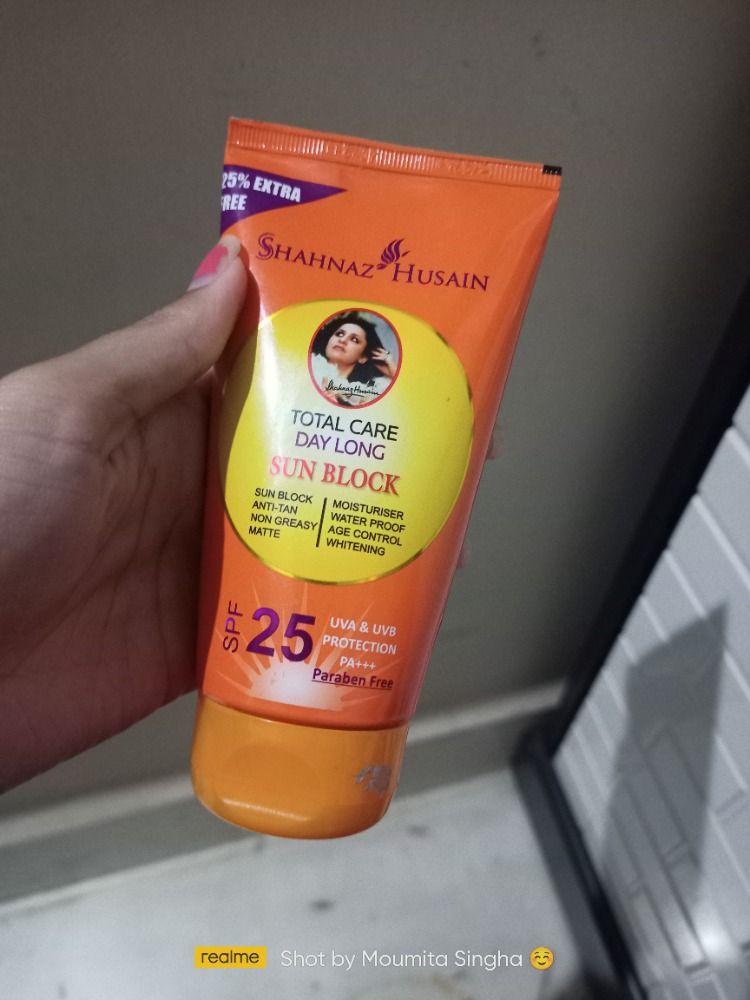 25% EXTRA
FREE
SHAHNAZ HUSAIN
Shahnaz Husain
TOTAL CARE
DAY LONG
SUN BLOCK
SUN BLOCK
ANTI-TAN
NON GREASY
MATTE
MOISTURISER
WATER PROOF
AGE CONTROL
WHITENING
SPF 25
UVA & UVB
PROTECTION
PA+++
Paraben Free
realme Shot by Moumita Singha ☺